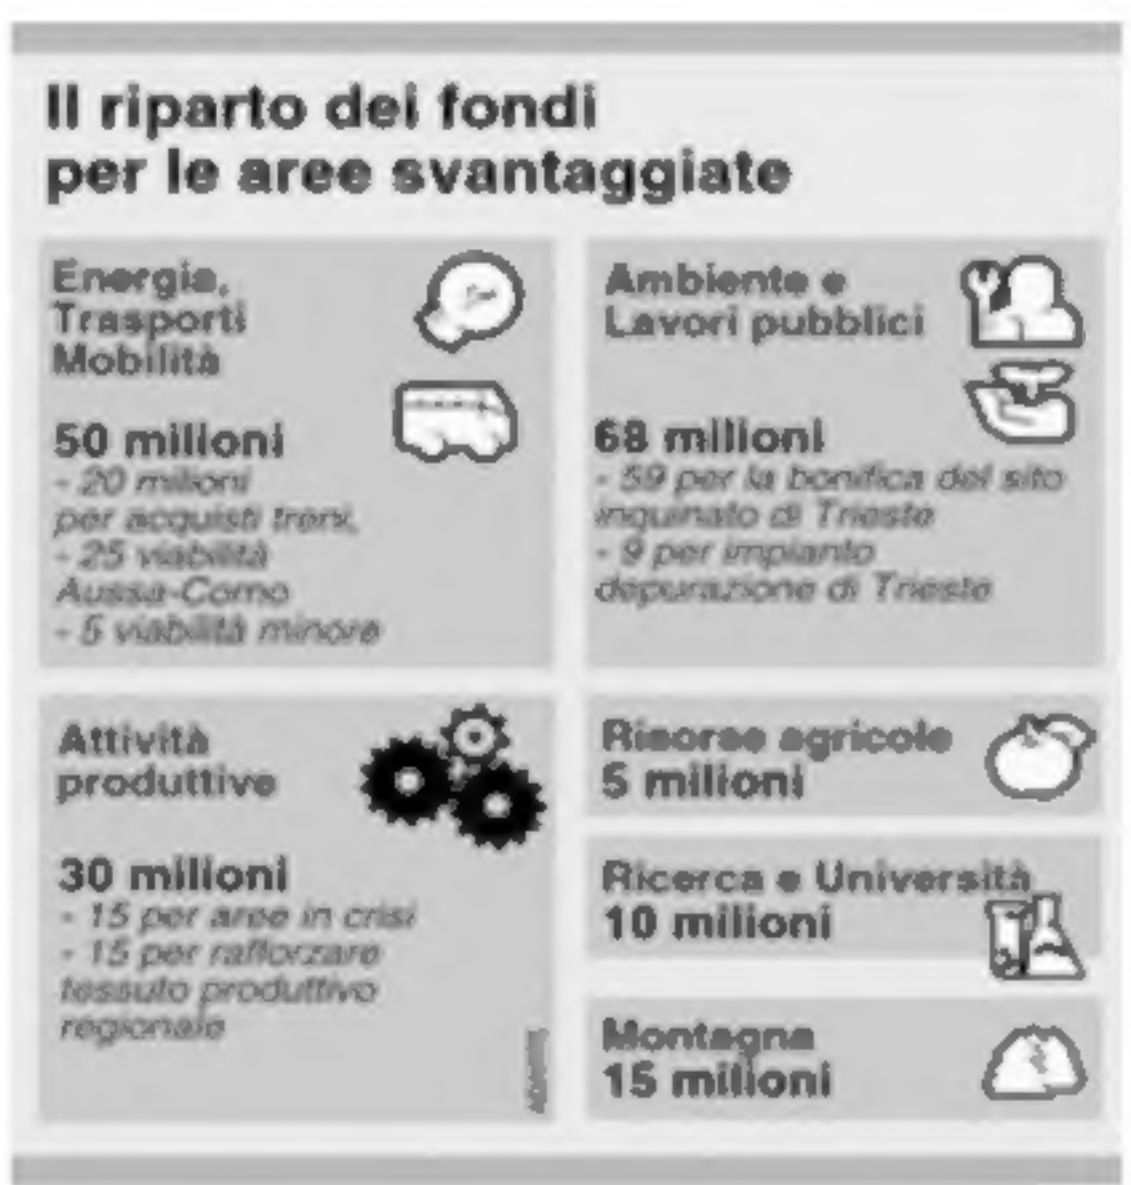 Il riparto dei fondi
per le aree svantaggiate
Energia,
Trasporti
Mobilità
50 milioni
- 20 milioni
per acquisti treni,
- 25 viabilità
Aussa-Corno
- 5 viabilità minore
Ambiente e
Lavori pubblici
68 milioni
- 59 per la bonifica del sito
inquinato di Trieste
- 9 per impianto
depurazione di Trieste
Attività
produttive
30 milioni
- 15 per aree in crisi
- 15 per rafforzare
tessuto produttivo
regionale
Risorse agricole
5 milioni
Ricerca e Università
10 milioni
Montagna
15 milioni